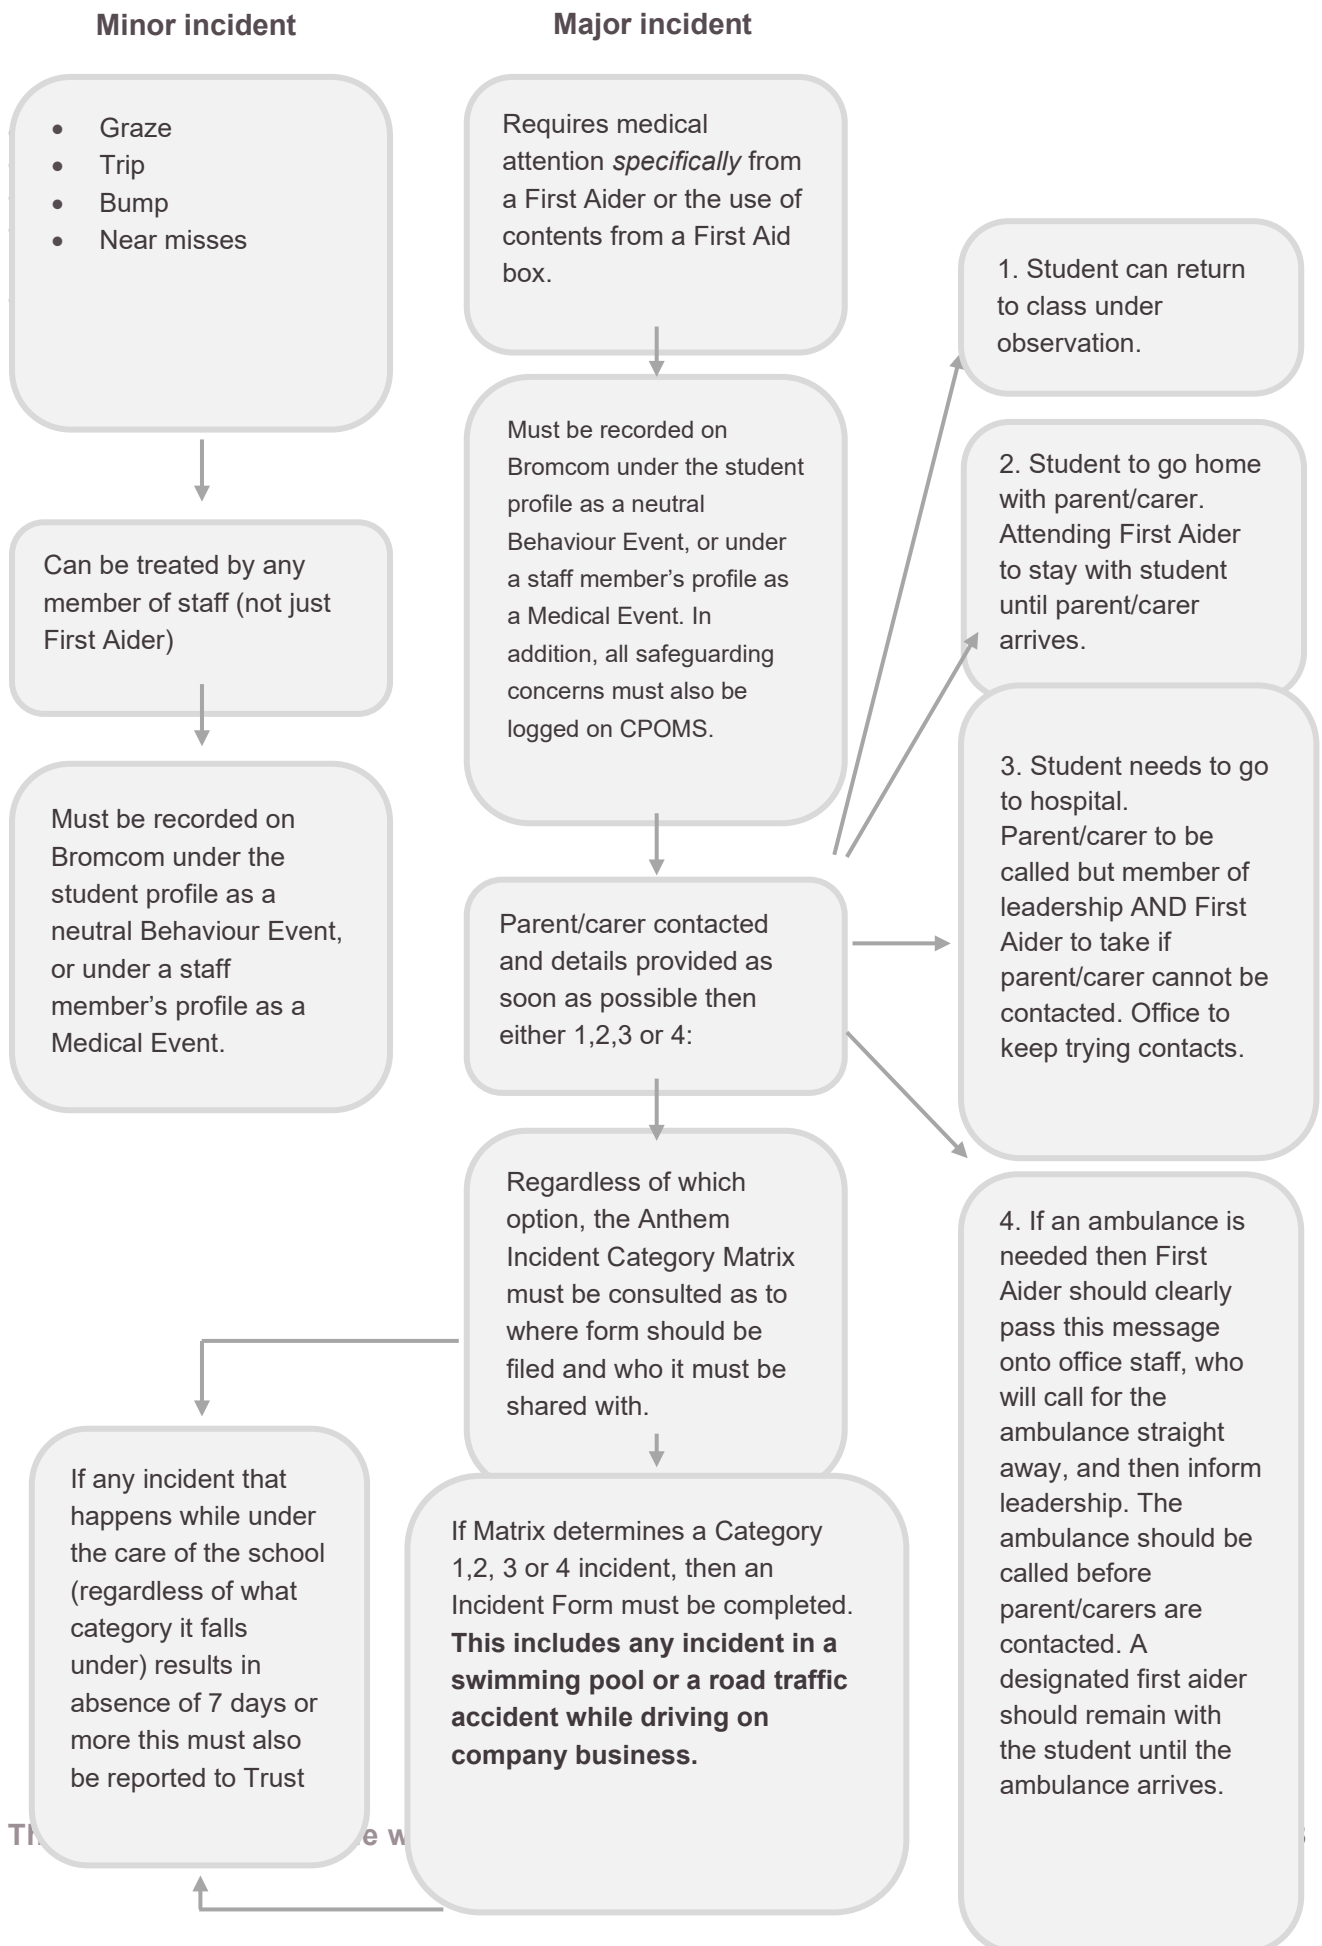 Minor incident
Major incident
• Graze
• Trip
• Bump
• Near misses
Can be treated by any
member of staff (not just
First Aider)
Must be recorded on
Bromcom under the
student profile as a
neutral Behaviour Event,
or under a staff
member's profile as a
Medical Event.
Requires medical
attention specifically from
a First Aider or the use of
contents from a First Aid
box.
Must be recorded on
Bromcom under the student
profile as a neutral
Behaviour Event, or under
a staff member's profile as
a Medical Event. In
addition, all safeguarding
concerns must also be
logged on CPOMS.
Parent/carer contacted
and details provided as
soon as possible then
either 1,2,3 or 4:
1. Student can return
to class under
observation.
2. Student to go home
with parent/carer.
Attending First Aider
to stay with student
until parent/carer
arrives.
3. Student needs to go
to hospital.
Parent/carer to be
called but member of
leadership AND First
Aider to take if
parent/carer cannot be
contacted. Office to
keep trying contacts.
4. If an ambulance is
needed then First
Aider should clearly
pass this message
onto office staff, who
will call for the
ambulance straight
away, and then inform
leadership. The
ambulance should be
called before
parent/carers are
contacted. A
designated first aider
should remain with
the student until the
ambulance arrives.
Regardless of which
option, the Anthem
Incident Category Matrix
must be consulted as to
where form should be
filed and who it must be
shared with.
If Matrix determines a Category
1,2, 3 or 4 incident, then an
Incident Form must be completed.
This includes any incident in a
swimming pool or a road traffic
accident while driving on
company business.
If any incident that
happens while under
the care of the school
(regardless of what
category it falls
under) results in
absence of 7 days or
more this must also
be reported to Trust